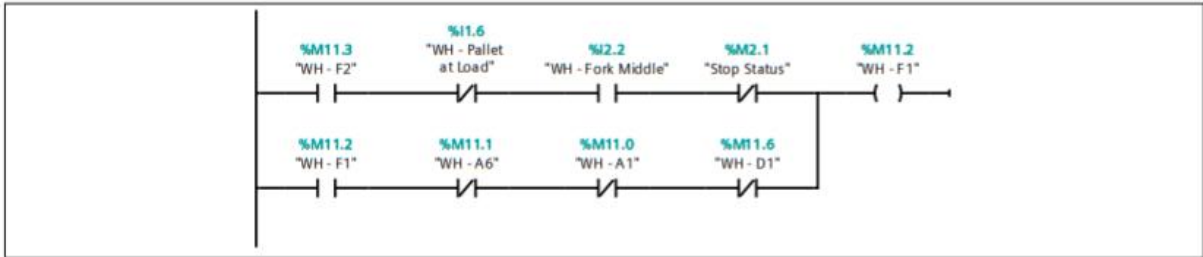 %M11.3
"WH - F2"
%I1.6
"WH - Pallet
at Load"
%I2.2
"WH - Fork Middle"
%M2.1
"Stop Status"
%M11.2
"WH - F1"
%M11.2
"WH - F1"
%M11.1
"WH - A6"
%M11.0
"WH - A1"
%M11.6
"WH - D1"